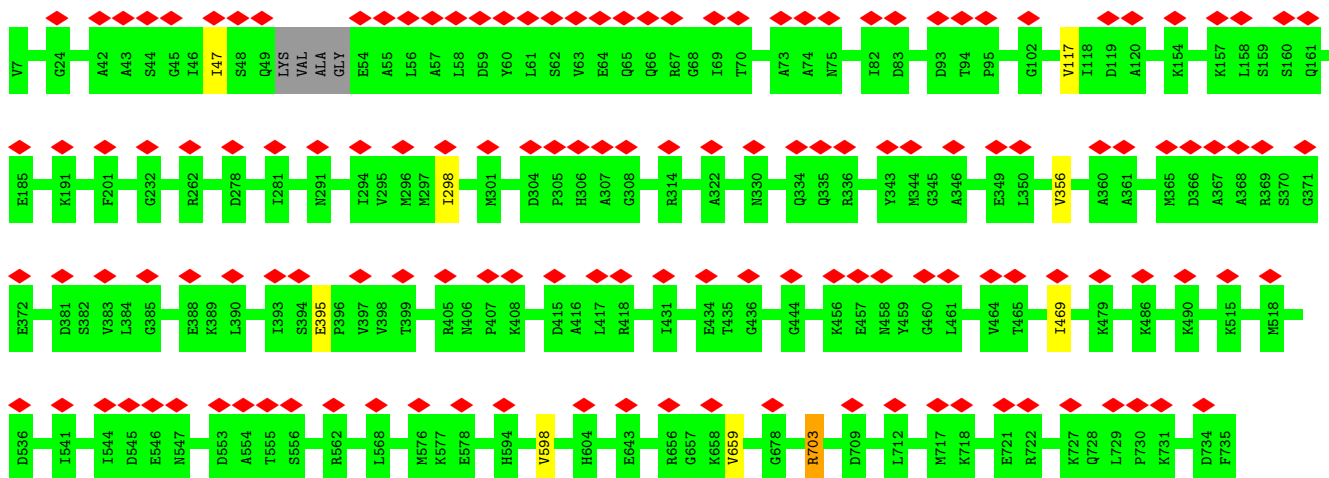 V7 G24 A42 A43 S44 G45 I46 I47 S48 Q49 LYS VAL ALA GLY E54 A55 L56 A57 L58 D59 Y60 L61 S62 V63 E64 Q65 Q66 R67 G68 I69 T70 A73 A74 N75 I82 D83 D93 T94 P95 G102 V117 I118 D119 A120 K154 K157 L158 S159 S160 Q161
E185 K191 F201 G232 R262 D278 I281 N291 I294 V295 M296 M297 I298 M301 D304 P305 H306 A307 G308 R314 A322 N330 Q334 Q335 R336 Y343 M344 G345 A346 E349 L350 V356 A360 A361 M365 D366 A367 A368 R369 S370 G371
E372 D381 S382 V383 L384 G385 E388 K389 L390 I393 S394 E395 P396 V397 V398 T399 R405 N406 P407 K408 D415 A416 L417 R418 I431 E434 T435 G436 G444 K456 E457 N458 Y459 G460 L461 V464 T465 I469 K479 K486 K490 K515 M518
D536 I541 I544 D545 E546 N547 D553 A554 T555 S556 R562 L568 M576 K577 E578 H594 V598 H604 E643 R656 G657 K658 V659 G678 R703 D709 L712 M717 K718 E721 R722 K727 Q728 L729 P730 K731 D734 F735